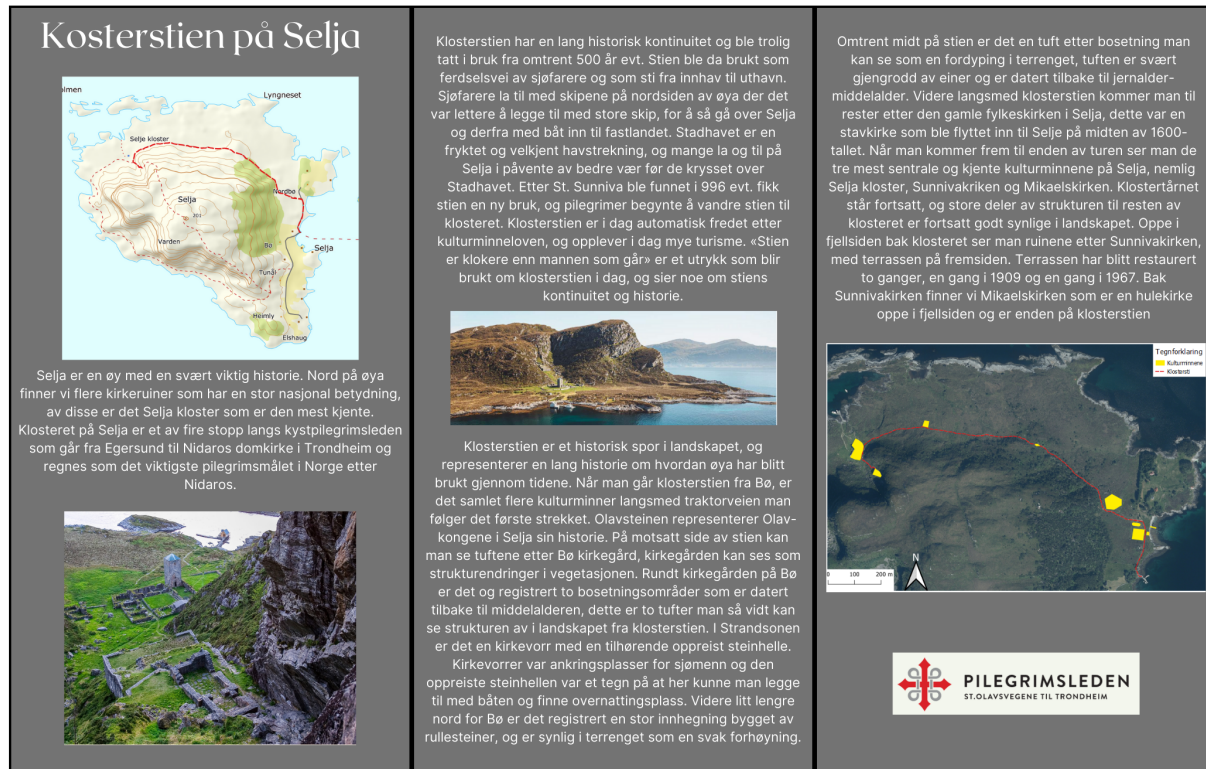 Kosterstien på Selja
olmen
Lyngneset
Selje kloster
Nordbø
Selja
201
Varden
Bø
Selja
Tunål
Heimly
Elshaug
Selja er en øy med en svært viktig historie. Nord på øya
finner vi flere kirkeruiner som har en stor nasjonal betydning,
av disse er det Selja kloster som er den mest kjente.
Klosteret på Selja er et av fire stopp langs kystpilegrimsleden
som går fra Egersund til Nidaros domkirke i Trondheim og
regnes som det viktigste pilegrimsmålet i Norge etter
Nidaros.
Klosterstien har en lang historisk kontinuitet og ble trolig
tatt i bruk fra omtrent 500 år evt. Stien ble da brukt som
ferdselsvei av sjøfarere og som sti fra innhav til uthavn.
Sjøfarere la til med skipene på nordsiden av øya der det
var lettere å legge til med store skip, for å så gå over Selja
og derfra med båt inn til fastlandet. Stadhavet er en
fryktet og velkjent havstrekning, og mange la og til på
Selja i påvente av bedre vær før de krysset over
Stadhavet. Etter St. Sunniva ble funnet i 996 evt. fikk
stien en ny bruk, og pilegrimer begynte å vandre stien til
klosteret. Klosterstien er i dag automatisk fredet etter
kulturminneloven, og opplever i dag mye turisme. «Stien
er klokere enn mannen som går» er et utrykk som blir
brukt om klosterstien i dag, og sier noe om stiens
kontinuitet og historie.
Klosterstien er et historisk spor i landskapet, og
representerer en lang historie om hvordan øya har blitt
brukt gjennom tidene. Når man går klosterstien fra Bø, er
det samlet flere kulturminner langsmed traktorveien man
følger det første strekket. Olavsteinen representerer Olav-
kongene i Selja sin historie. På motsatt side av stien kan
man se tuftene etter Bø kirkegård, kirkegården kan ses som
strukturendringer i vegetasjonen. Rundt kirkegården på Bø
er det og registrert to bosetningsområder som er datert
tilbake til middelalderen, dette er to tufter man så vidt kan
se strukturen av i landskapet fra klosterstien. I Strandsonen
er det en kirkevorr med en tilhørende oppreist steinhelle.
Kirkevorrer var ankringsplasser for sjømenn og den
oppreiste steinhellen var et tegn på at her kunne man legge
til med båten og finne overnattingsplass. Videre litt lengre
nord for Bø er det registrert en stor innhegning bygget av
rullesteiner, og er synlig i terrenget som en svak forhøyning.
Omtrent midt på stien er det en tuft etter bosetning man
kan se som en fordyping i terrenget, tuften er svært
gjengrodd av einer og er datert tilbake til jernalder-
middelalder. Videre langsmed klosterstien kommer man til
rester etter den gamle fylkeskirken i Selja, dette var en
stavkirke som ble flyttet inn til Selje på midten av 1600-
tallet. Når man kommer frem til enden av turen ser man de
tre mest sentrale og kjente kulturminnene på Selja, nemlig
Selja kloster, Sunnivakriken og Mikaelskirken. Klostertårnet
står fortsatt, og store deler av strukturen til resten av
klosteret er fortsatt godt synlige i landskapet. Oppe i
fjellsiden bak klosteret ser man ruinene etter Sunnivakirken,
med terrassen på fremsiden. Terrassen har blitt restaurert
to ganger, en gang i 1909 og en gang i 1967. Bak
Sunnivakirken finner vi Mikaelskirken som er en hulekirke
oppe i fjellsiden og er enden på klosterstien
Tegnforklaring
Kulturminnene
Klostersti
N
0 100 200 m
PILEGRIMSLEDEN
ST.OLAVSVEGENE TIL TRONDHEIM